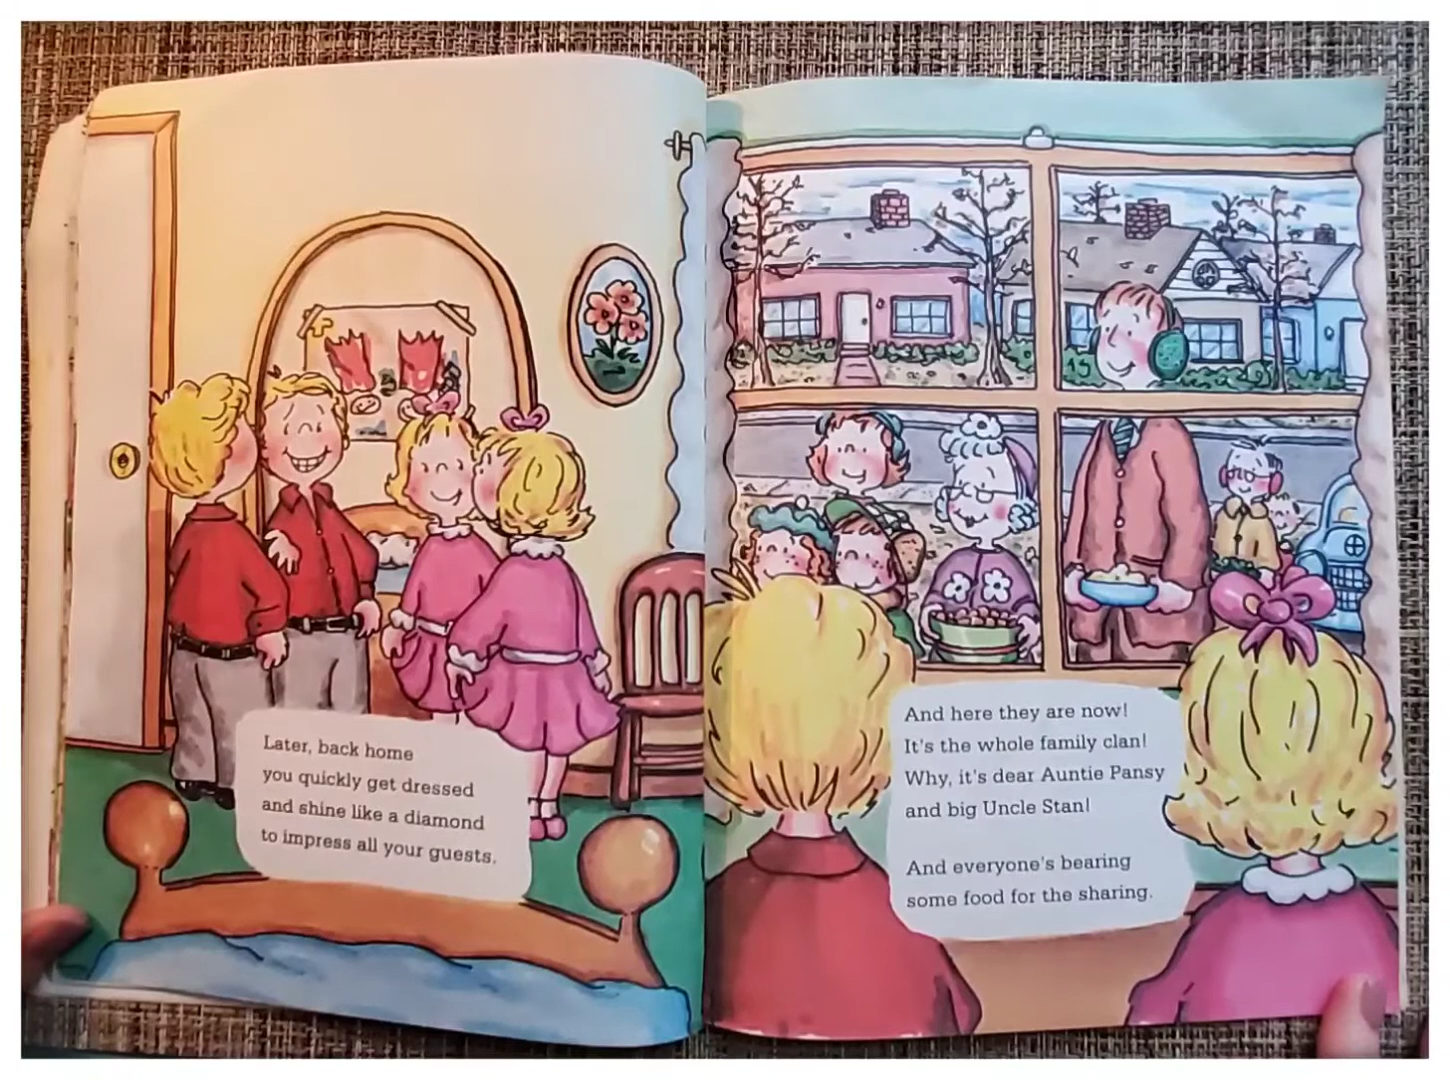 Later, back home
you quickly get dressed
and shine like a diamond
to impress all your guests.
And here they are now!
It's the whole family clan!
Why, it's dear Auntie Pansy
and big Uncle Stan!
And everyone's bearing
some food for the sharing.